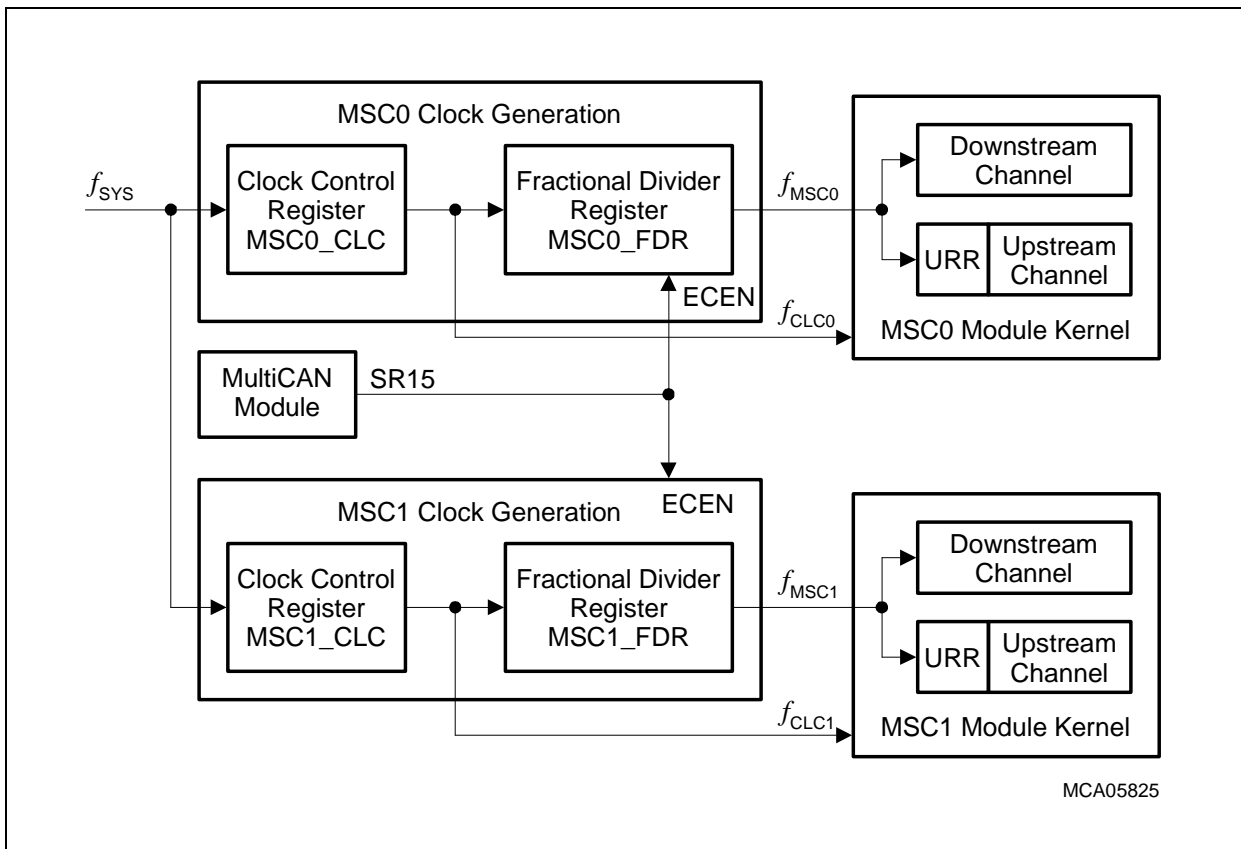 MSC0 Clock Generation
fSYS
Clock Control
Register
MSC0_CLC
Fractional Divider
Register
MSC0_FDR
ECEN
fMSC0
fCLC0
Downstream
Channel
URR
Upstream
Channel
MSC0 Module Kernel
MultiCAN
Module
SR15
MSC1 Clock Generation
ECEN
Clock Control
Register
MSC1_CLC
Fractional Divider
Register
MSC1_FDR
fMSC1
fCLC1
Downstream
Channel
URR
Upstream
Channel
MSC1 Module Kernel
MCA05825